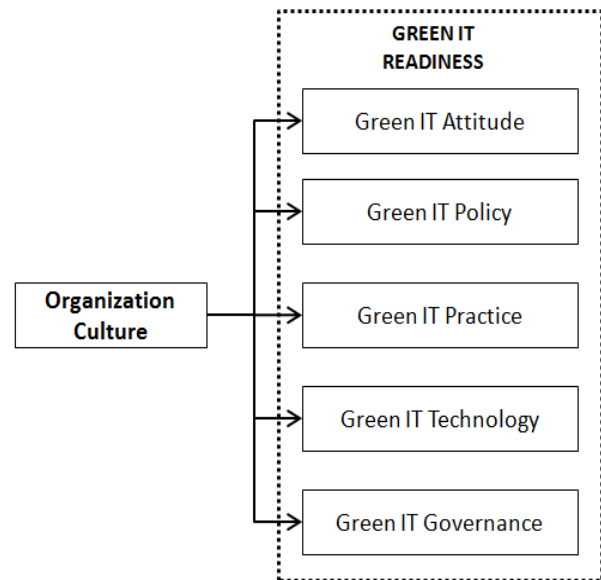 GREEN IT
READINESS
Green IT Attitude
Green IT Policy
Organization
Culture
Green IT Practice
Green IT Technology
Green IT Governance